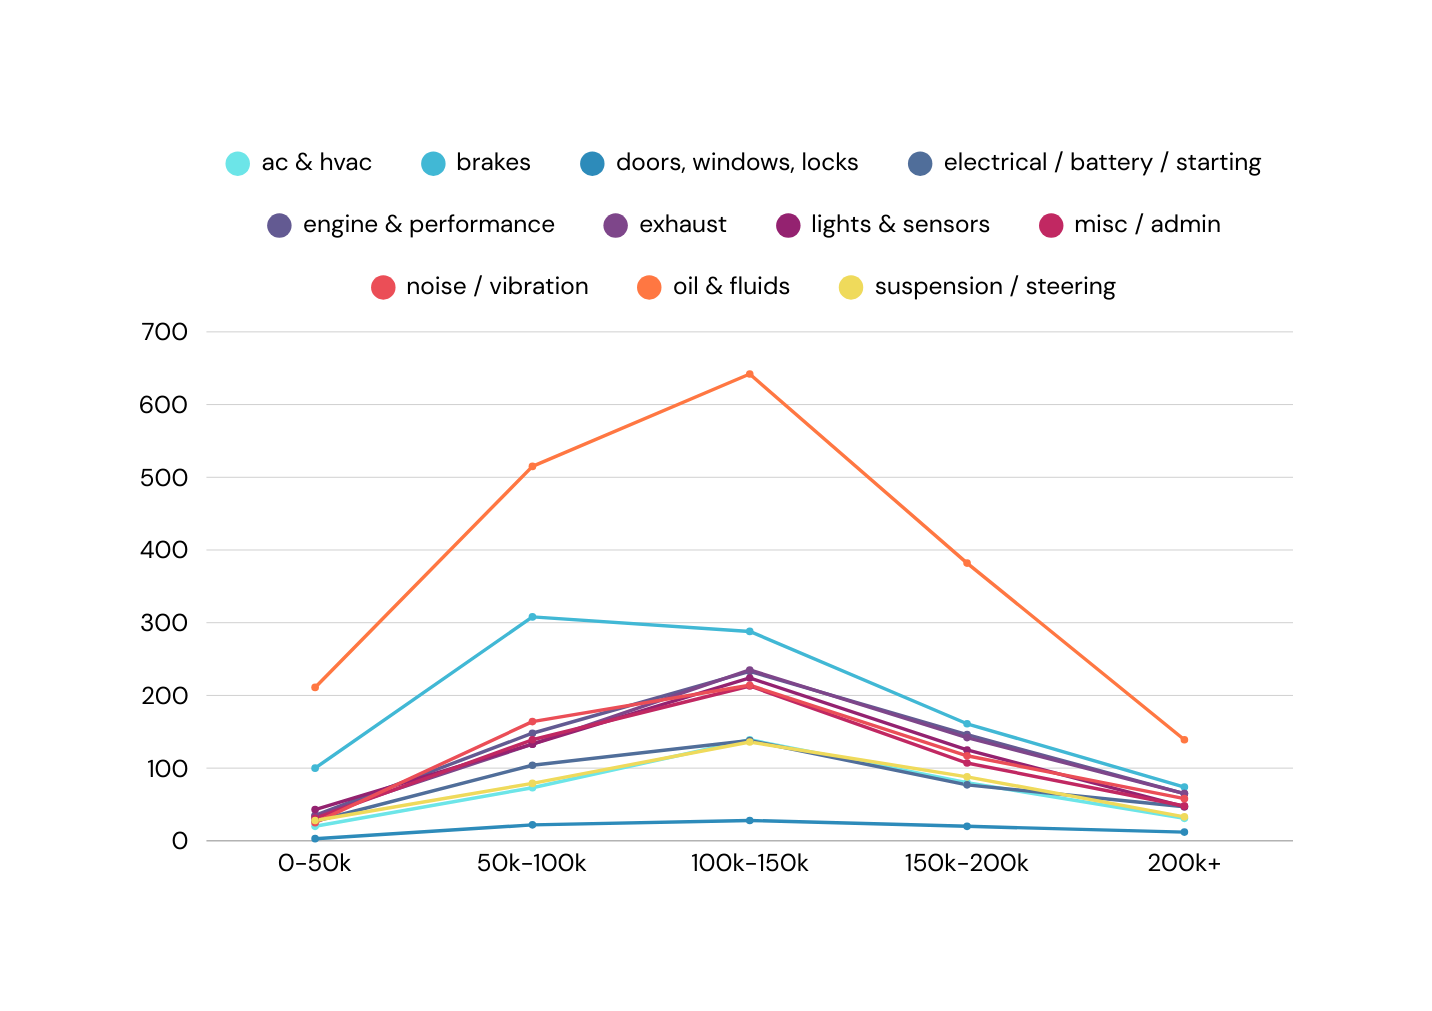 ac & hvac brakes doors, windows, locks electrical / battery / starting
engine & performance exhaust lights & sensors misc / admin
noise / vibration oil & fluids suspension / steering
700
600
500
400
300
200
100
0
0-50k 50k-100k 100k-150k 150k-200k 200k+